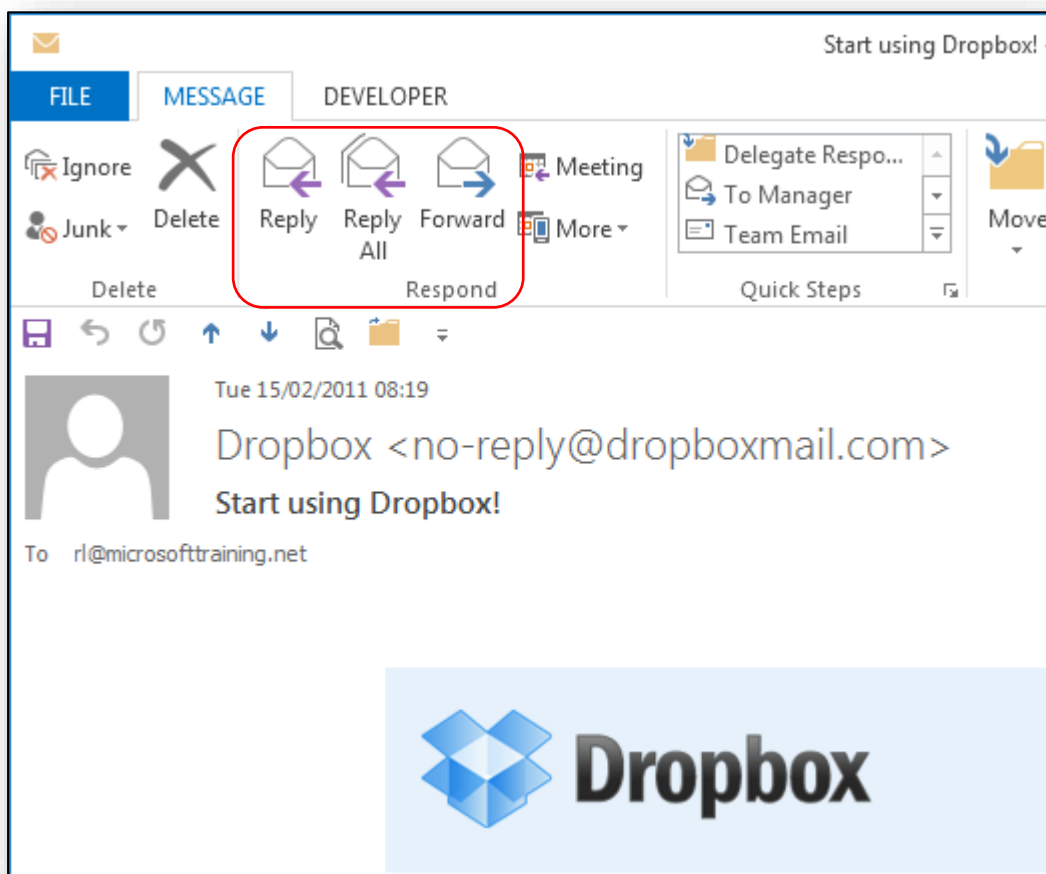 Start using Dropbox! -
FILE MESSAGE DEVELOPER
Ignore
Junk
Delete
Reply
Reply
All
Forward
Meeting
More
Delegate Respo...
To Manager
Team Email
Move
Delete Respond Quick Steps
Tue 15/02/2011 08:19
Dropbox <no-reply@dropboxmail.com>
Start using Dropbox!
To rl@microsofttraining.net
Dropbox